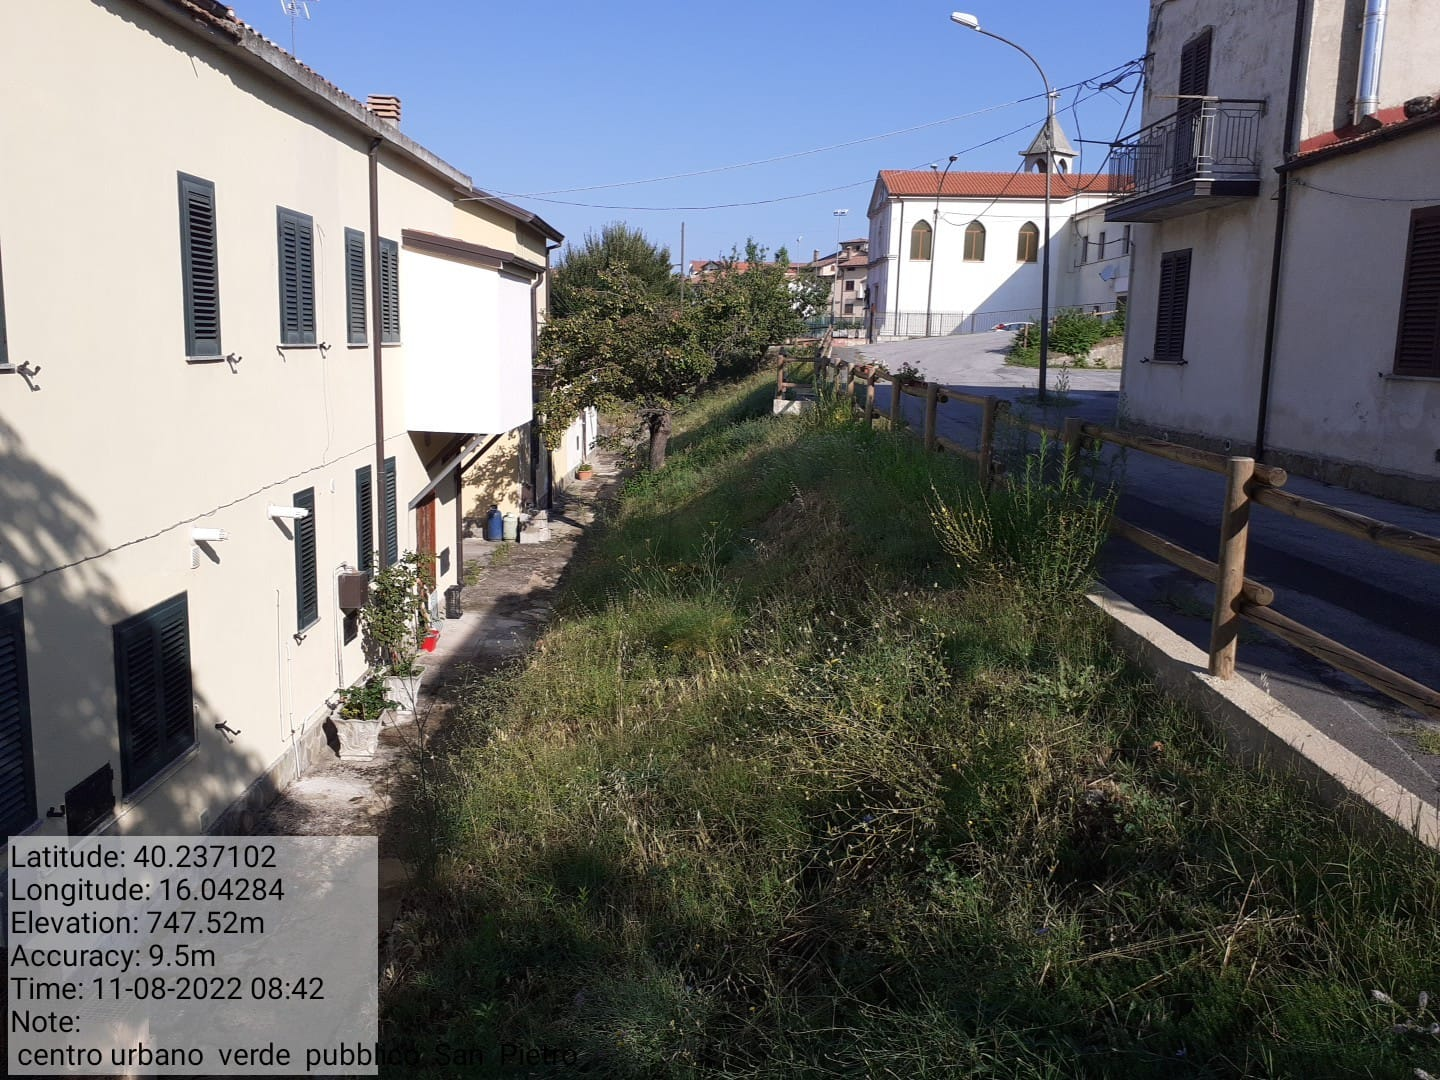 Latitude: 40.237102
Longitude: 16.04284
Elevation: 747.52m
Accuracy: 9.5m
Time: 11-08-2022 08:42
Note:
centro urbano verde pubblico San Pietro